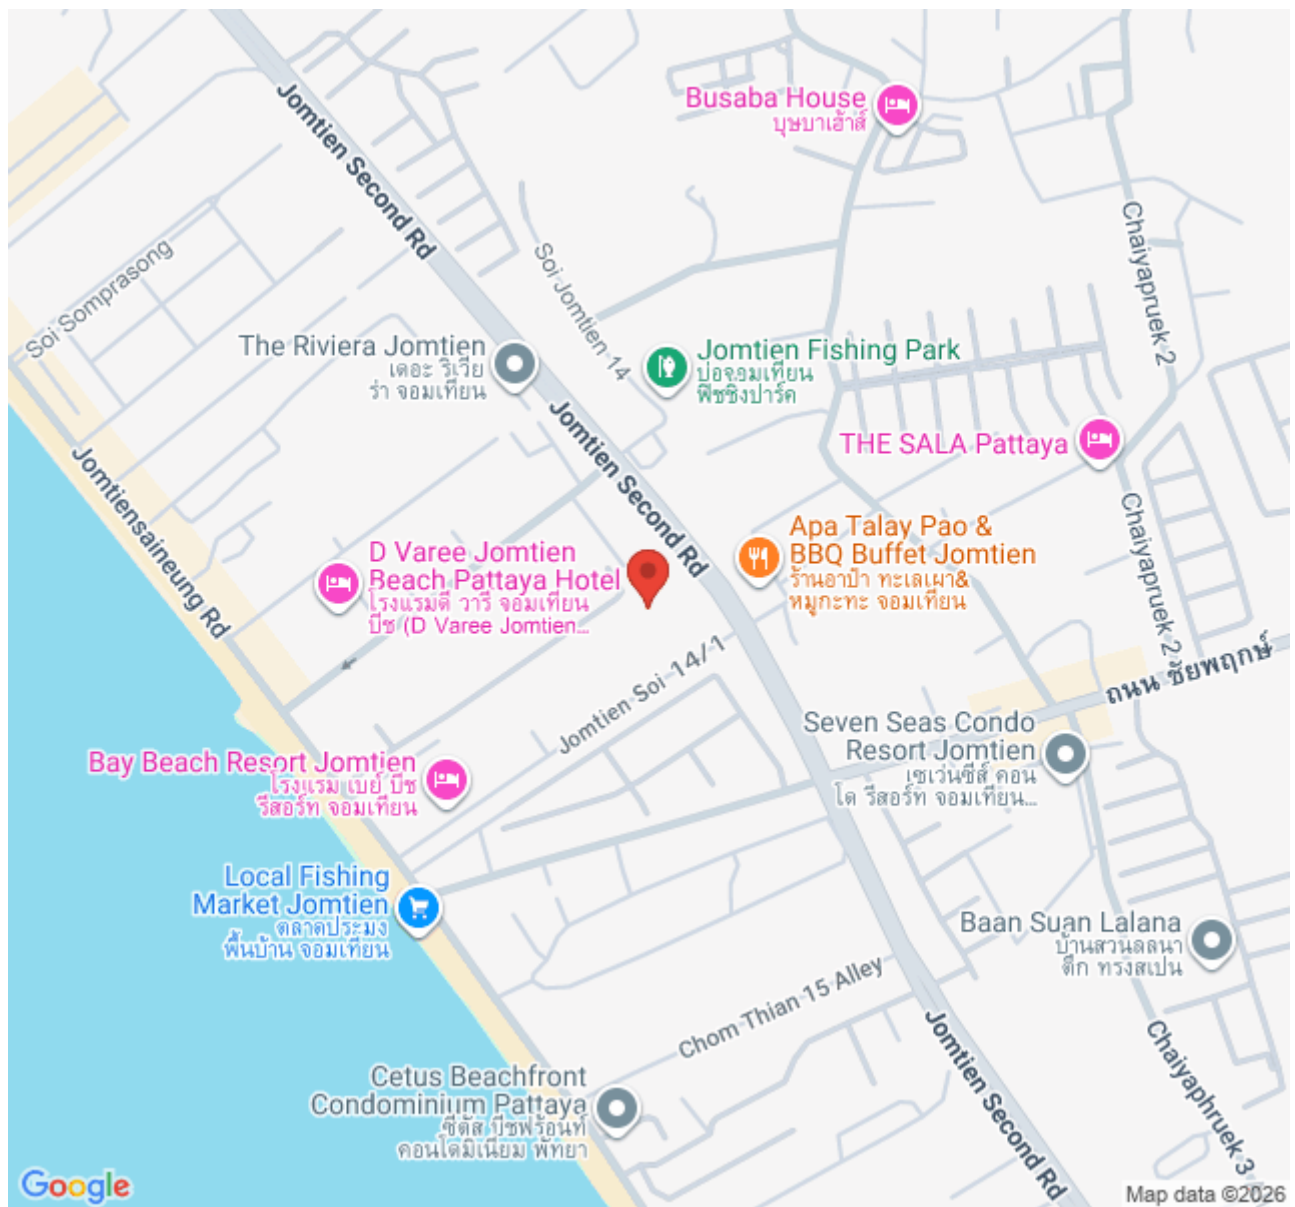 Busaba House
บุษบาเฮ้าส์
Jomtien Second Rd
Chaiyapruek 2
Soi Somprasong
Soi Jomtien 14
The Riviera Jomtien
เดอะ ริเวีย
ร่า จอมเทียน
Jomtien Fishing Park
บ่อจอมเทียน
ฟิชชิ่งปาร์ค
Jomtien Second Rd
THE SALA Pattaya
Jomtiensaineung Rd
Chaiyapruek 2
D Varee Jomtien
Beach Pattaya Hotel
โรงแรมดี วารี จอมเทียน
บีช (D Varee Jomtien...
Apa Talay Pao &
BBQ Buffet Jomtien
ร้านอาป๋า ทะเลเผา&
หมูกะทะ จอมเทียน
ถนน ชัยพฤกษ์
Jomtien Soi 14/1
Seven Seas Condo
Resort Jomtien
เซเว่นซีส์ คอน
โด รีสอร์ท จอมเทียน...
Bay Beach Resort Jomtien
โรงแรม เบย์ บีช
รีสอร์ท จอมเทียน
Local Fishing
Market Jomtien
ตลาดประมง
พื้นบ้าน จอมเทียน
Baan Suan Lalana
บ้านสวนลลนา
ตึก ทรงสเปน
Chom Thian 15 Alley
Jomtien Second Rd
Chaiyaphruek 3
Cetus Beachfront
Condominium Pattaya
ซีตัส บีชฟร้อนท์
คอนโดมิเนียม พัทยา
Google
Map data ©2026